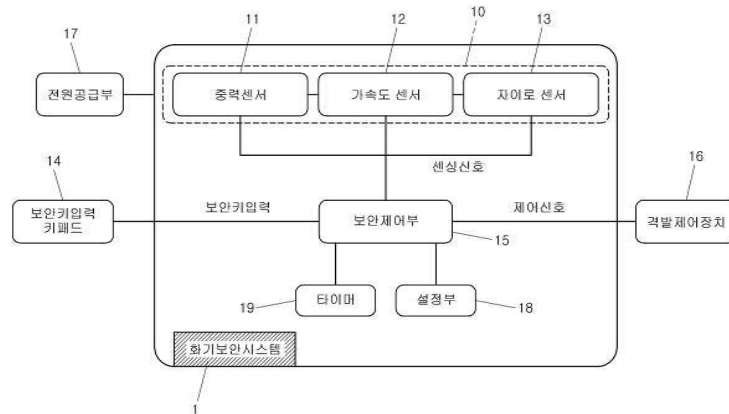 11
12
10
13
17
전원공급부
중력센서
가속도 센서
자이로 센서
센싱신호
14
16
보안키입력
키패드
보안키입력
보안제어부
제어신호
격발제어장치
15
19
타이머
설정부
18
화기보안시스템
1